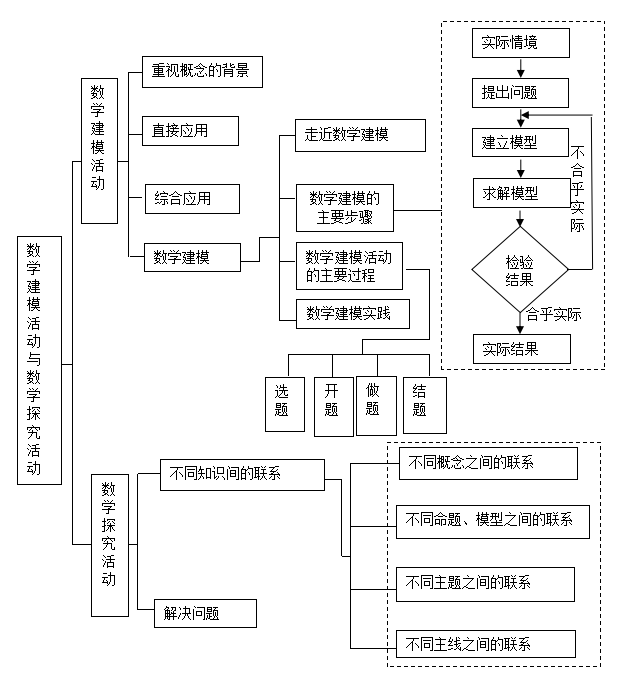 数学建模活动与数学探究活动
数学建模活动
重视概念的背景
直接应用
综合应用
数学建模
走近数学建模
数学建模的
主要步骤
数学建模活动
的主要过程
数学建模实践
选题
开题
做题
结题
实际情境
提出问题
建立模型
求解模型
检验
结果
不合乎实际
合乎实际
实际结果
数学探究活动
不同知识间的联系
解决问题
不同概念之间的联系
不同命题、模型之间的联系
不同主题之间的联系
不同主线之间的联系